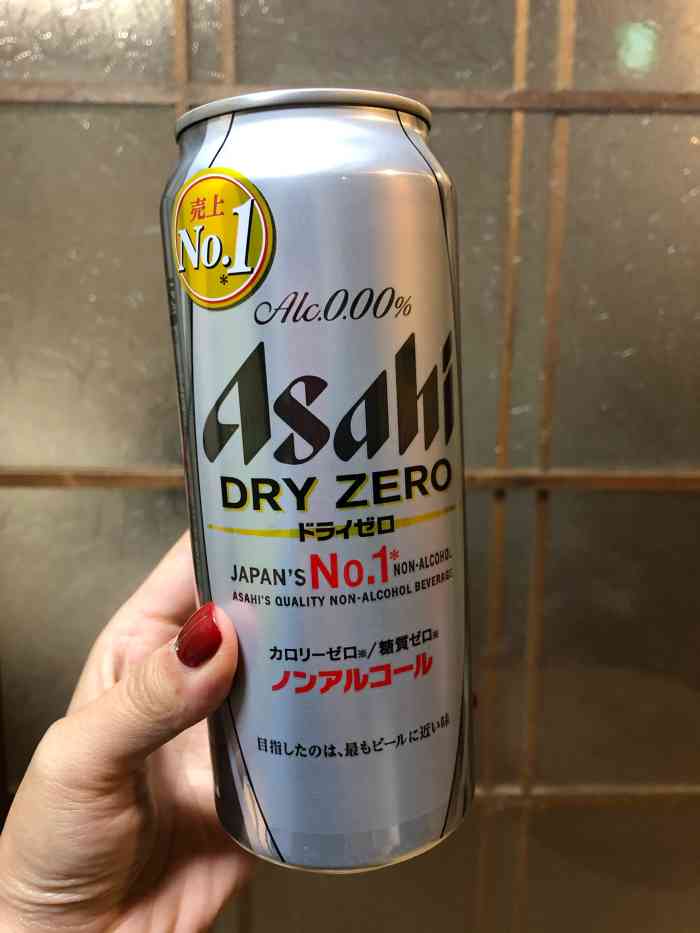 売上
No.1*
Alc.0.00%
Asahi
DRY ZERO
ドライゼロ
JAPAN'S No.1* NON-ALCOHOL
ASAHI'S QUALITY NON-ALCOHOL BEVERAGE
カロリーゼロ※/糖質ゼロ※
ノンアルコール
目指したのは、最もビールに近い味